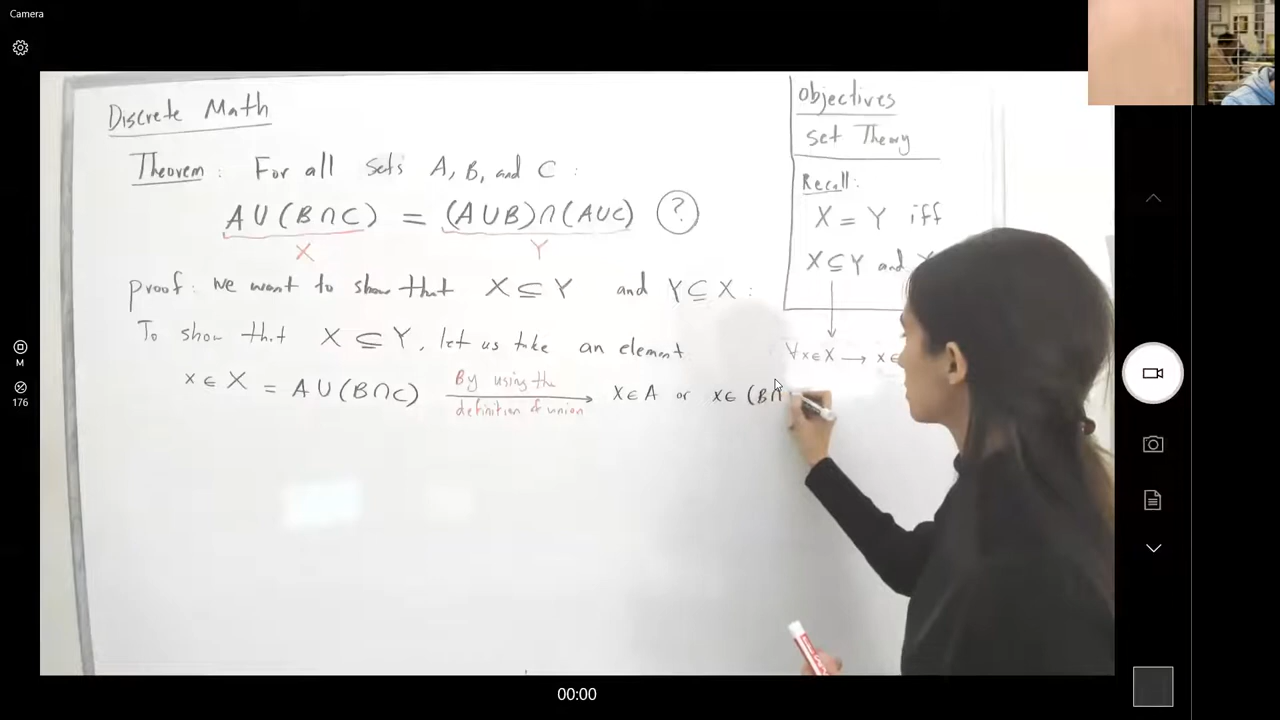 Camera
Discrete Math
Theorem: For all sets A, B, and C :
A ∪ (B ∩ C) = (A ∪ B) ∩ (A ∪ C) ?
X Y
proof: we want to show that X ⊆ Y and Y ⊆ X :
To show that X ⊆ Y, let us take an element
x ∈ X = A ∪ (B ∩ C) By using the definition of union x ∈ A or x ∈ (B ∩
Objectives
set Theory
Recall:
X = Y iff
X ⊆ Y and
∀x ∈ X → x ∈
M
176
00:00